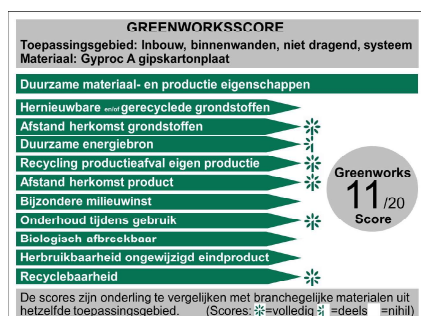 GREENWORKSSCORE
Toepassingsgebied: Inbouw, binnenwanden, niet dragend, systeem
Materiaal: Gyproc A gipskartonplaat
Duurzame materiaal- en productie eigenschappen
Hernieuwbare en/of gerecyclede grondstoffen
Afstand herkomst grondstoffen
Duurzame energiebron
Recycling productieafval eigen productie
Afstand herkomst product
Bijzondere milieuwinst
Onderhoud tijdens gebruik
Biologisch afbreekbaar
Herbruikbaarheid ongewijzigd eindproduct
Recyclebaarheid
Greenworks
11/20
Score
De scores zijn onderling te vergelijken met branchegelijke materialen uit
hetzelfde toepassingsgebied. (Scores: =volledig =deels =nihil)